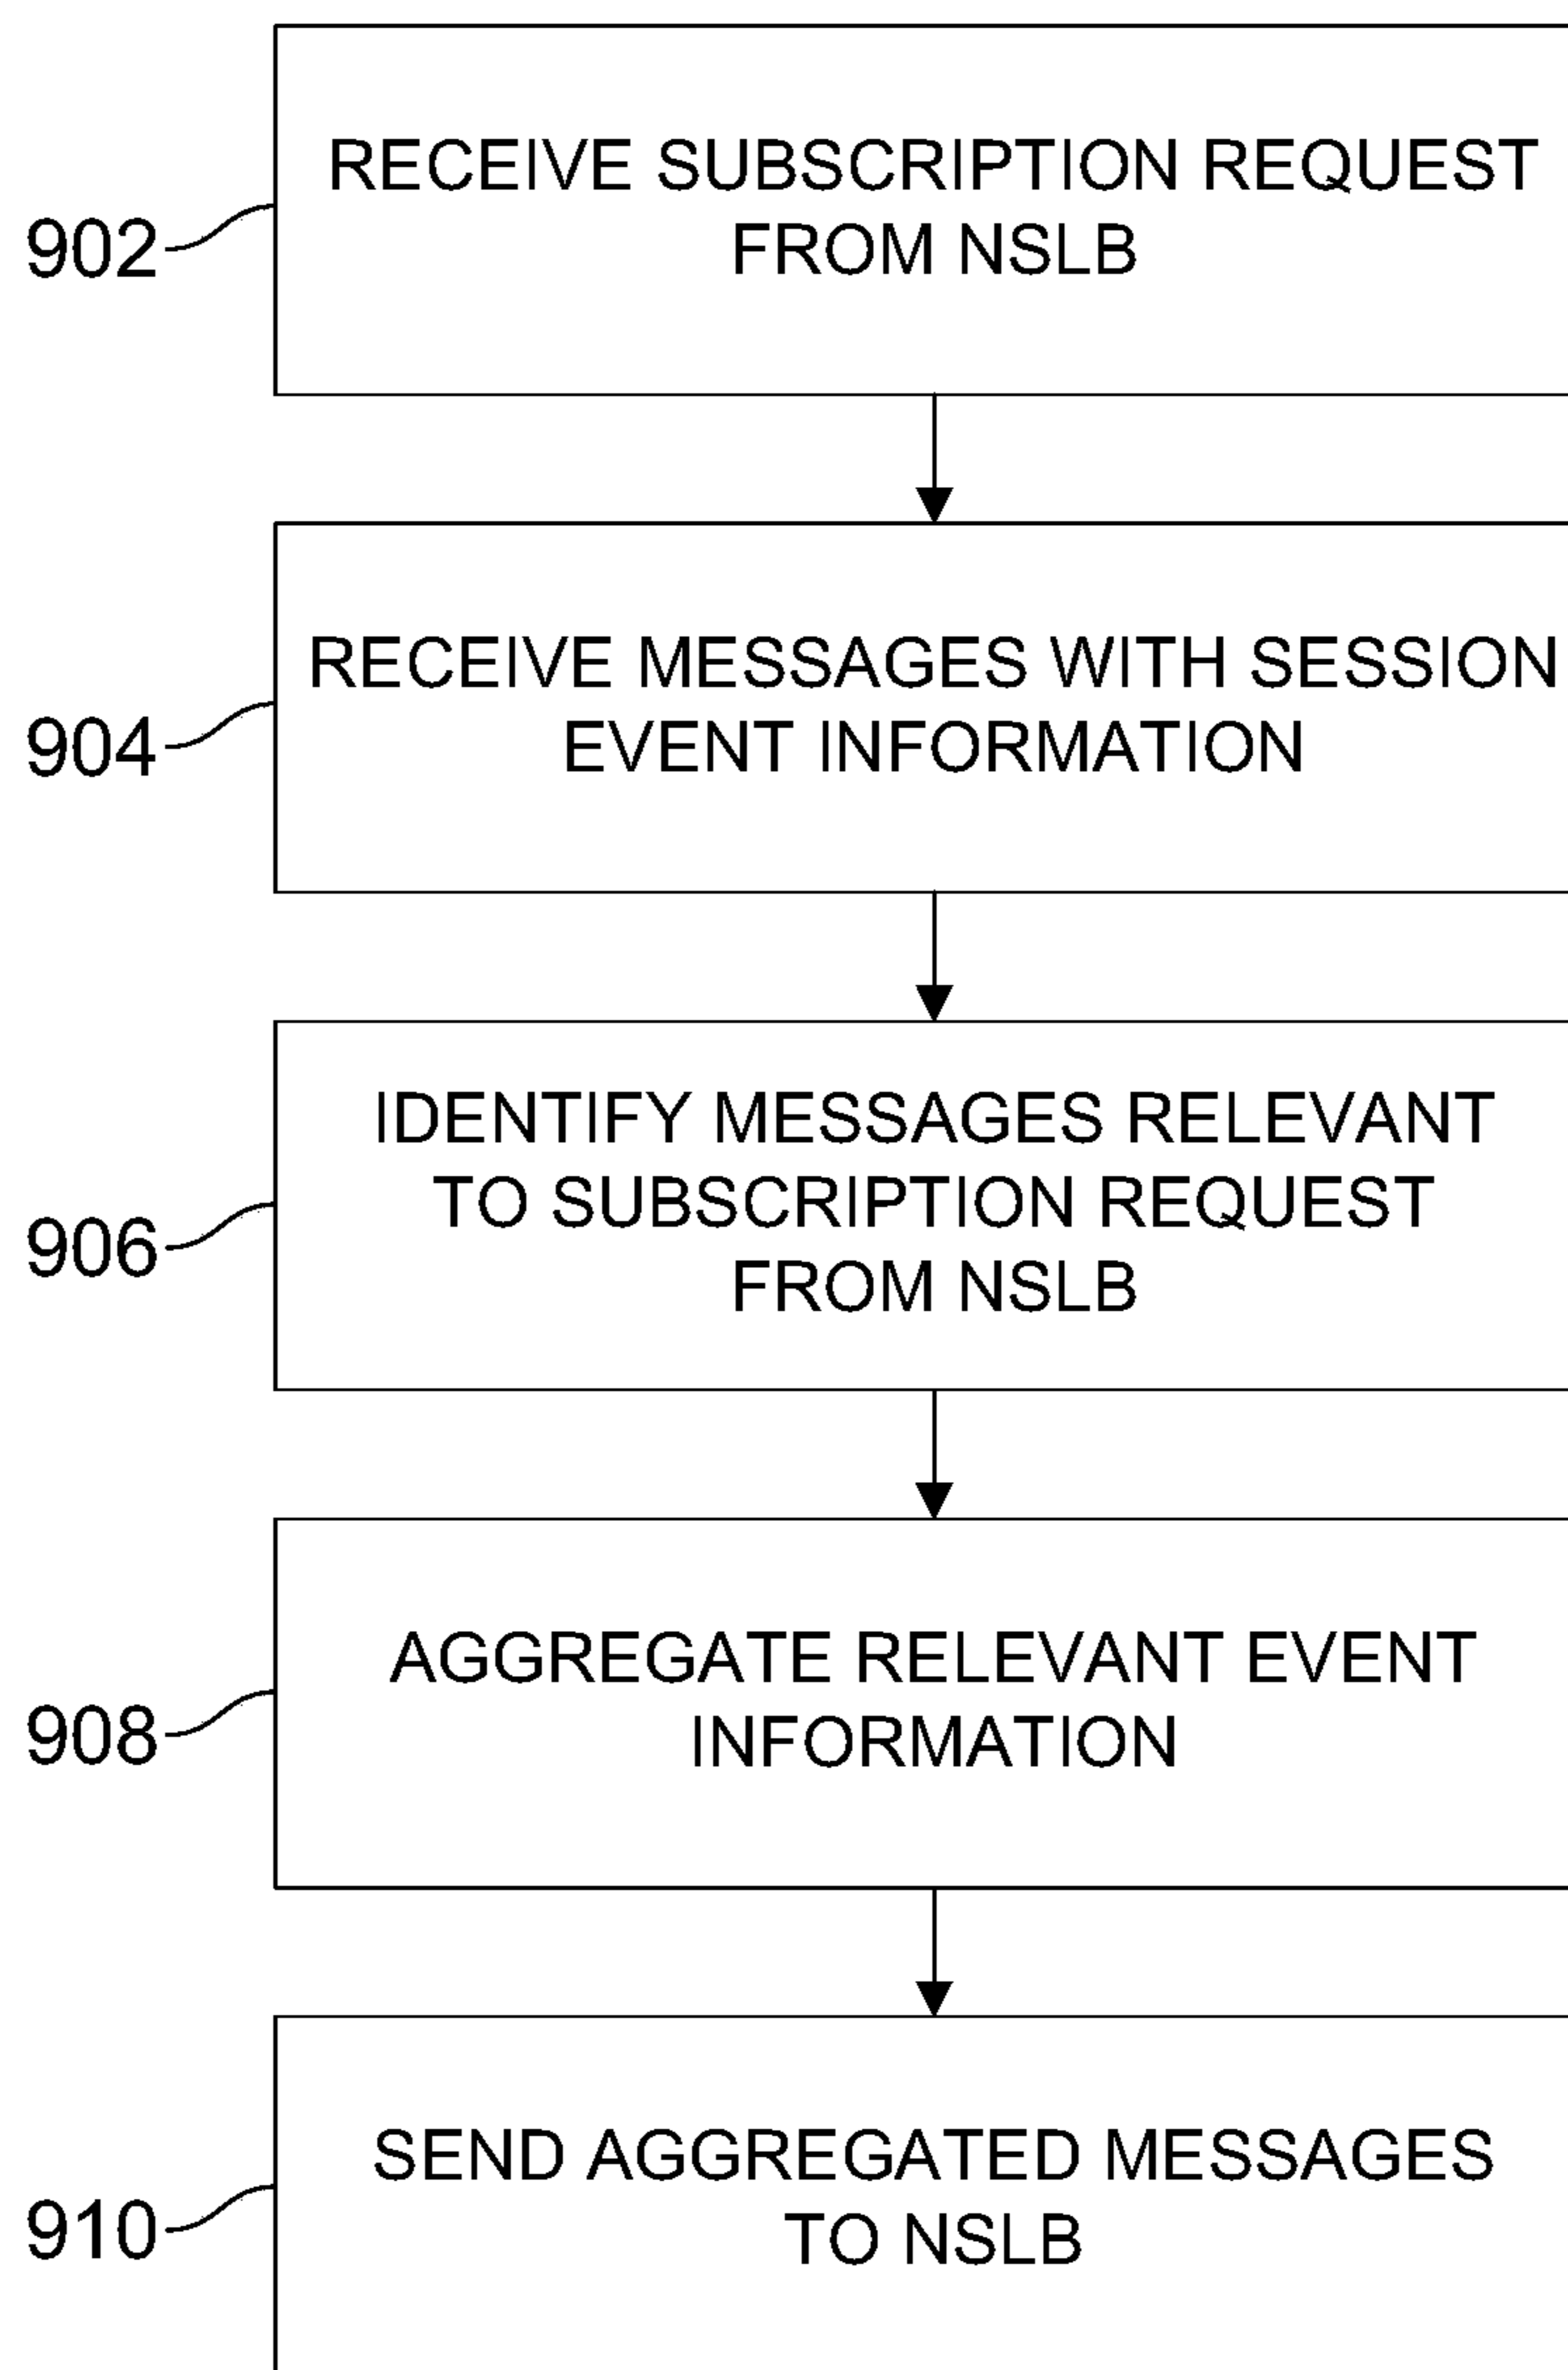 RECEIVE SUBSCRIPTION REQUEST
FROM NSLB
902
RECEIVE MESSAGES WITH SESSION
EVENT INFORMATION
904
IDENTIFY MESSAGES RELEVANT
TO SUBSCRIPTION REQUEST
FROM NSLB
906
AGGREGATE RELEVANT EVENT
INFORMATION
908
SEND AGGREGATED MESSAGES
TO NSLB
910